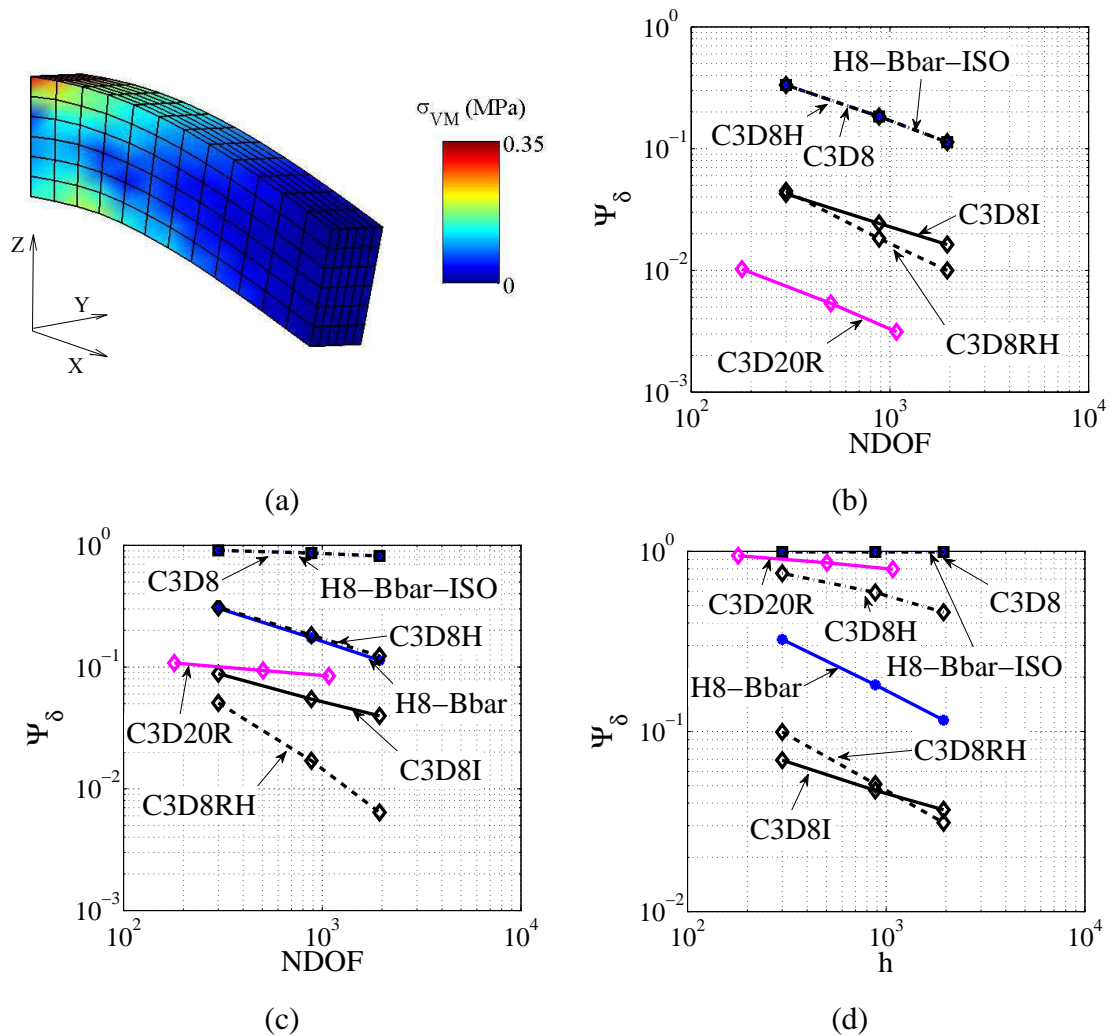 σVM (MPa)
0.35
0
Z
Y
X
(a)
10^0
10^-1
10^-2
10^-3
Ψδ
H8−Bbar−ISO
C3D8H
C3D8
C3D8I
C3D8RH
C3D20R
10^2
10^3
10^4
NDOF
(b)
10^0
10^-1
10^-2
10^-3
Ψδ
C3D8
H8−Bbar−ISO
C3D8H
H8−Bbar
C3D20R
C3D8I
C3D8RH
10^2
10^3
10^4
NDOF
(c)
10^0
10^-1
10^-2
Ψδ
C3D20R
C3D8H
C3D8
H8−Bbar−ISO
H8−Bbar
C3D8RH
C3D8I
10^2
10^3
10^4
h
(d)